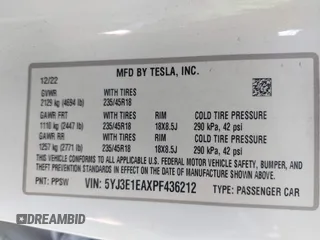 MFD BY TESLA, INC.
12/22
GVWR WITH TIRES
2129 kg (4694 lb) 235/45R18
GAWR FRT WITH TIRES RIM COLD TIRE PRESSURE
1110 kg (2447 lb) 235/45R18 18X8.5J 290 kPa, 42 psi
GAWR RR WITH TIRES RIM COLD TIRE PRESSURE
1257 kg (2771 lb) 235/45R18 18X8.5J 290 kPa, 42 psi
THIS VEHICLE CONFORMS TO ALL APPLICABLE FEDERAL MOTOR
VEHICLE SAFETY, BUMPER AND THEFT PREVENTION STANDARDS
IN EFFECT ON THE DATE OF MANUFACTURE SHOWN ABOVE.
PNT: PPSW VIN: 5YJ3E1EAXPF436212 TYPE: PASSENGER CAR
DREAMBID